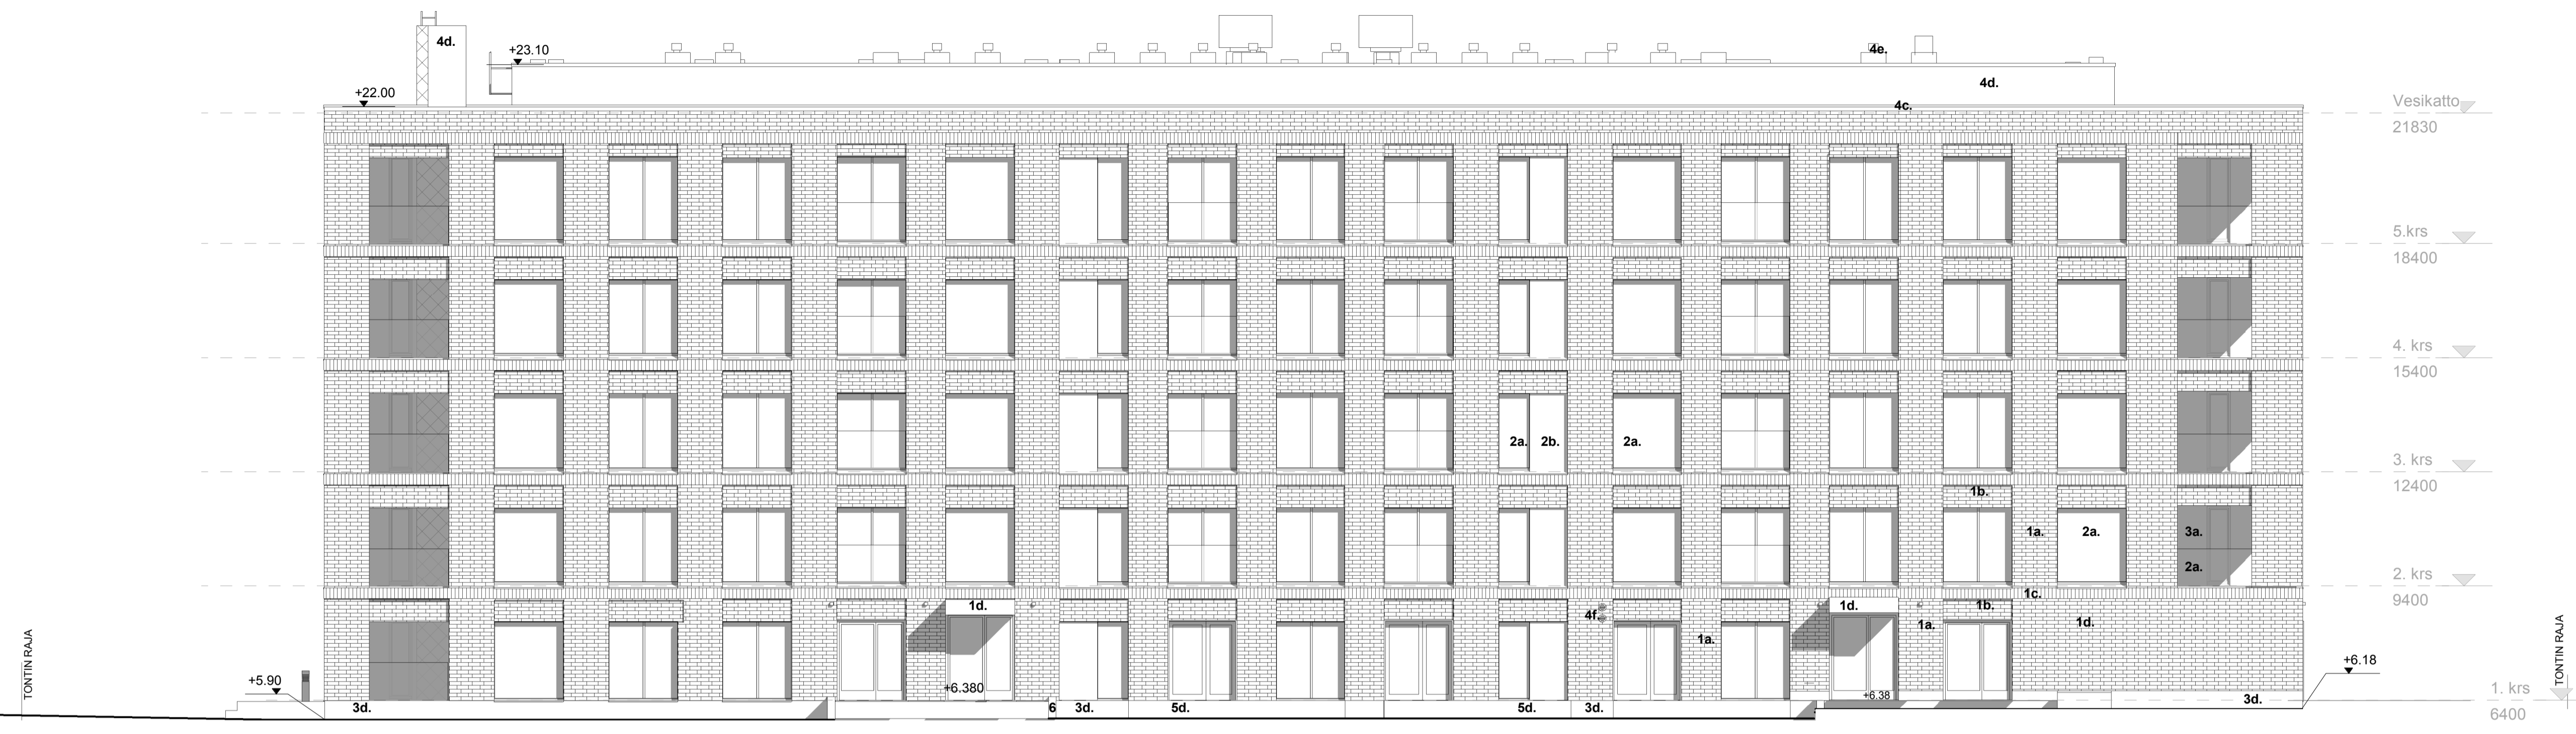 4d.
+23.10
4e.
4d.
+22.00
4c.
Vesikatto
21830
5.krs
18400
4. krs
15400
2a.
2b.
2a.
3. krs
12400
1b.
1a.
2a.
3a.
2a.
2. krs
9400
1c.
1d.
1d.
1b.
4f.
1a.
1d.
1a.
TONTIN RAJA
TONTIN RAJA
+5.90
+6.380
+6.38
+6.18
1. krs
6400
3d.
6
3d.
5d.
5d.
3d.
3d.